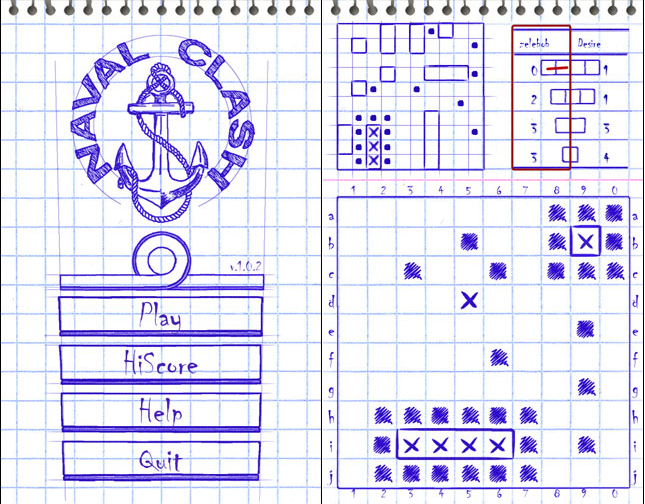 NAVAL CLASH
v.1.0.2
Play
HiScore
Help
Quit
zelebob Desire
0 1
2 1
3 3
3 4
1 2 3 4 5 6 7 8 9 0
a a
b b
c c
d d
e e
f f
g g
h h
i i
j j
1 2 3 4 5 6 7 8 9 0